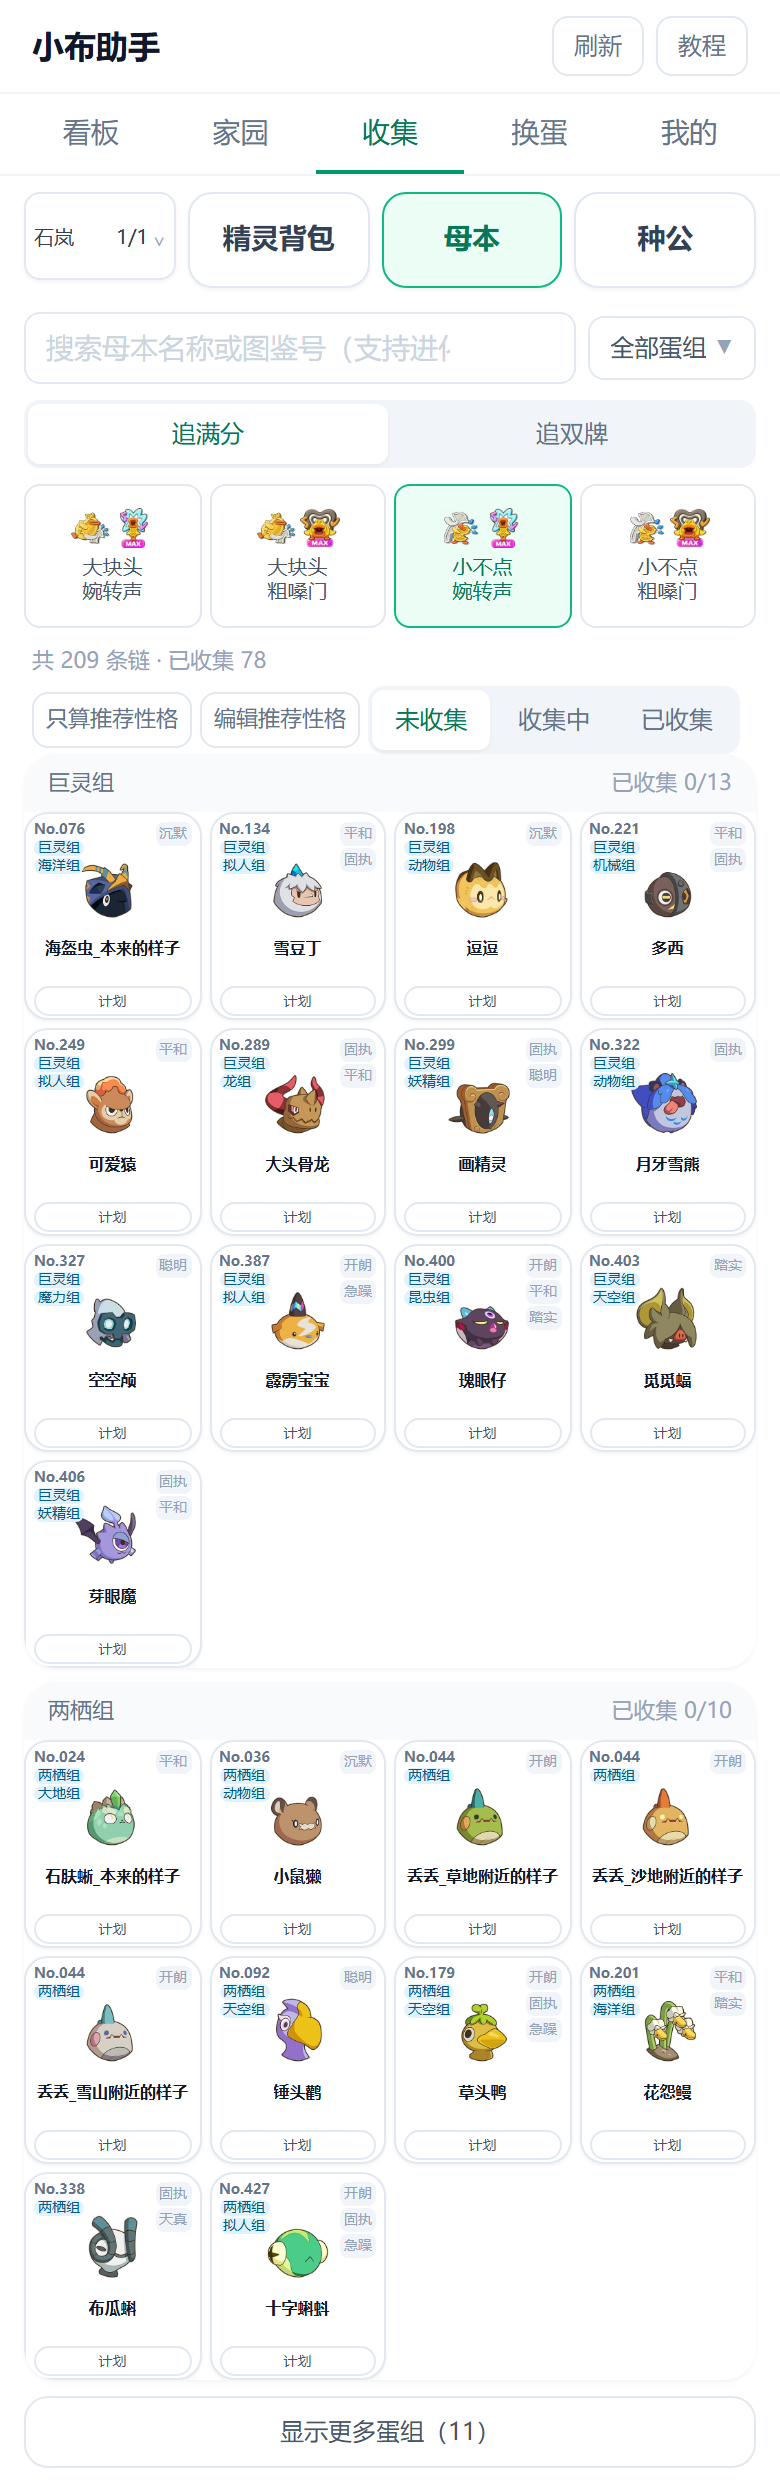 小布助手
刷新
教程
看板
家园
收集
换蛋
我的
石岚 1/1
精灵背包
母本
种公
搜索母本名称或图鉴号（支持进化
全部蛋组 ▼
追满分
追双牌
MAX
大块头
婉转声
MAX
大块头
粗嗓门
MAX
小不点
婉转声
MAX
小不点
粗嗓门
共 209 条链 · 已收集 78
只算推荐性格
编辑推荐性格
未收集
收集中
已收集
巨灵组
已收集 0/13
No.076
沉默
巨灵组
海洋组
海盔虫_本来的样子
计划
No.134
平和
巨灵组
固执
拟人组
雪豆丁
计划
No.198
沉默
巨灵组
动物组
逗逗
计划
No.221
平和
巨灵组
固执
机械组
多西
计划
No.249
平和
巨灵组
拟人组
可爱猿
计划
No.289
固执
巨灵组
平和
龙组
大头骨龙
计划
No.299
固执
巨灵组
聪明
妖精组
画精灵
计划
No.322
固执
巨灵组
动物组
月牙雪熊
计划
No.327
聪明
巨灵组
魔力组
空空颅
计划
No.387
开朗
巨灵组
急躁
拟人组
霹雳宝宝
计划
No.400
开朗
巨灵组
平和
昆虫组
踏实
瑰眼仔
计划
No.403
踏实
巨灵组
天空组
觅觅蝠
计划
No.406
固执
巨灵组
平和
妖精组
芽眼魔
计划
两栖组
已收集 0/10
No.024
平和
两栖组
大地组
石肤蜥_本来的样子
计划
No.036
沉默
两栖组
动物组
小鼠獭
计划
No.044
开朗
两栖组
丢丢_草地附近的样子
计划
No.044
开朗
两栖组
丢丢_沙地附近的样子
计划
No.044
开朗
两栖组
丢丢_雪山附近的样子
计划
No.092
聪明
两栖组
天空组
锤头鹳
计划
No.179
开朗
两栖组
固执
天空组
急躁
草头鸭
计划
No.201
平和
两栖组
踏实
海洋组
花怨鳗
计划
No.338
固执
两栖组
天真
布瓜蝌
计划
No.427
开朗
两栖组
固执
拟人组
急躁
十字蝌蚪
计划
显示更多蛋组（11）